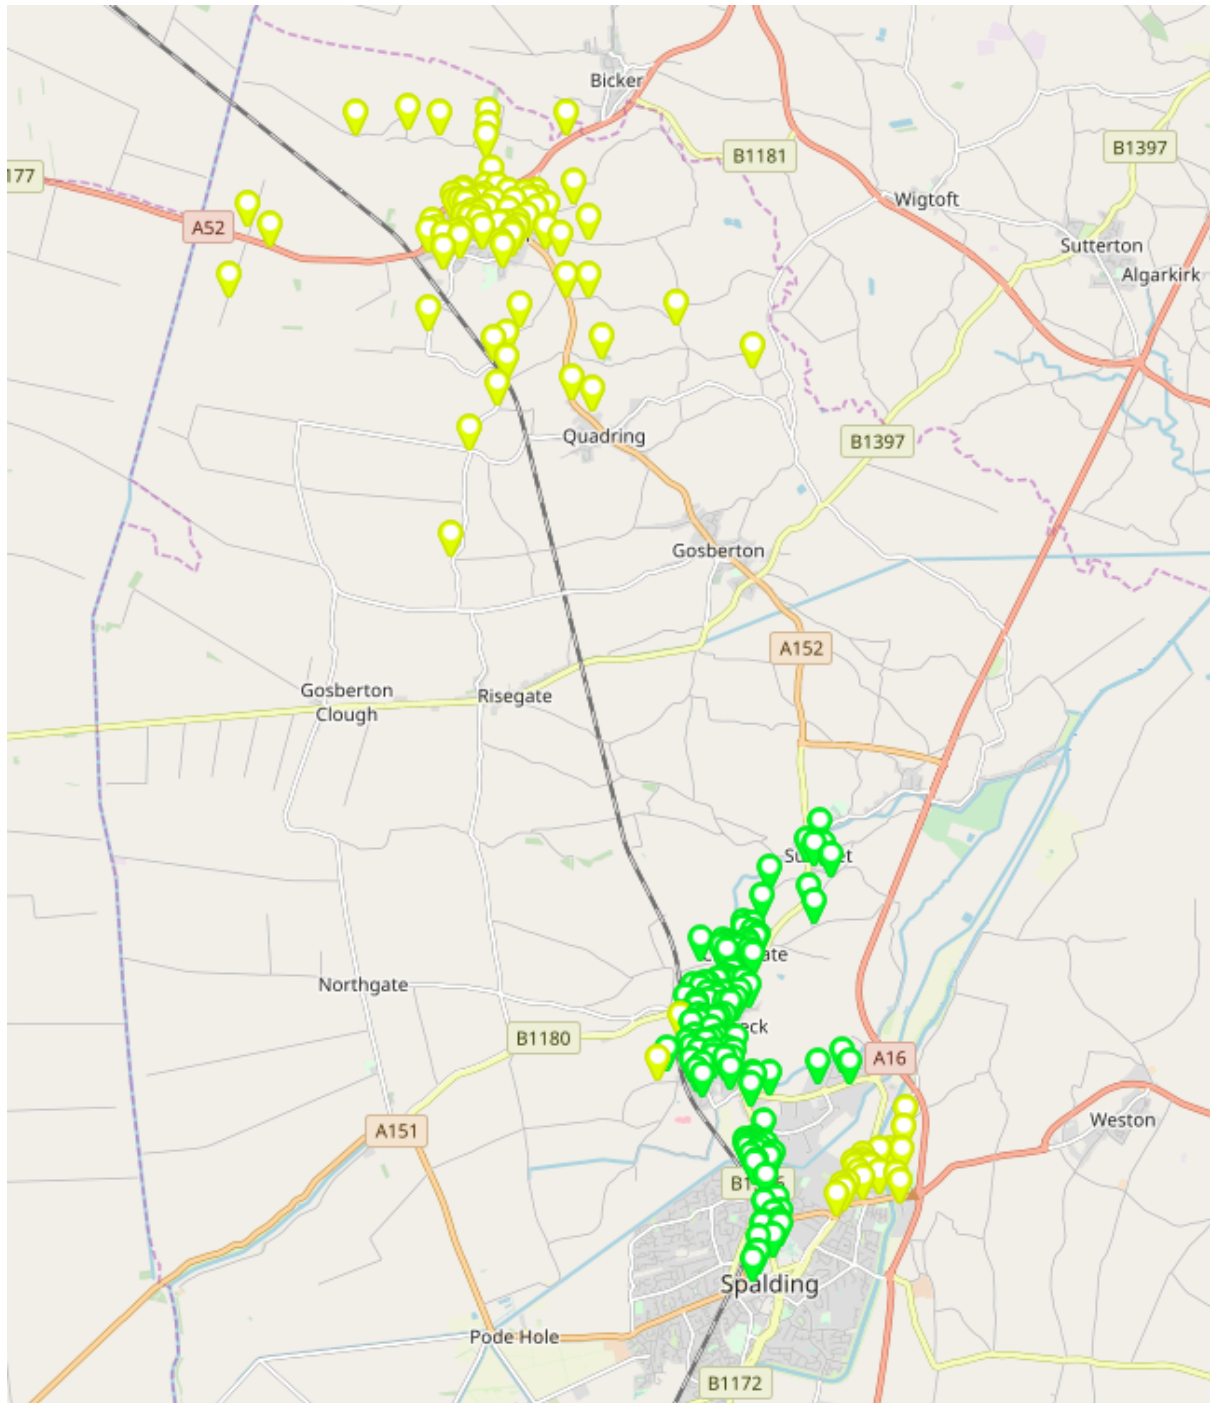 Bicker
B1181
B1397
177
A52
Wigtoft
Sutterton
Algarkirk
Quadring
B1397
Gosberton
A152
Gosberton
Clough
Risegate
Northgate
B1180
A16
A151
Weston
Spalding
Pode Hole
B1172